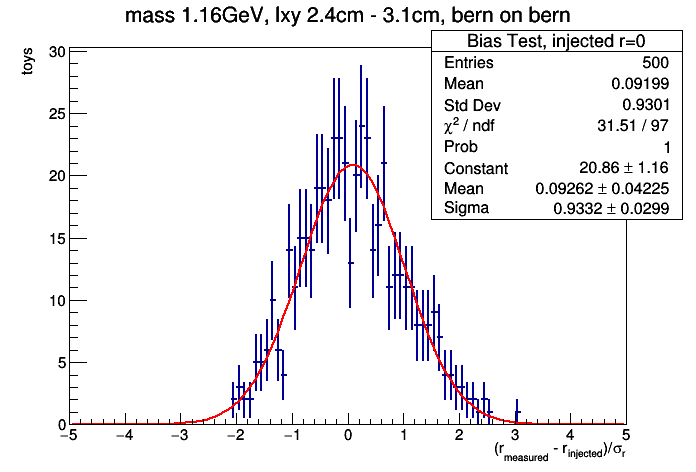 mass 1.16GeV, lxy 2.4cm - 3.1cm, bern on bern
toys
Bias Test, injected r=0
Entries 500
Mean 0.09199
Std Dev 0.9301
χ² / ndf 31.51 / 97
Prob 1
Constant 20.86 ± 1.16
Mean 0.09262 ± 0.04225
Sigma 0.9332 ± 0.0299
30
25
20
15
10
5
0
−5 −4 −3 −2 −1 0 1 2 3 4 5
(r_measured - r_injected)/σ_r